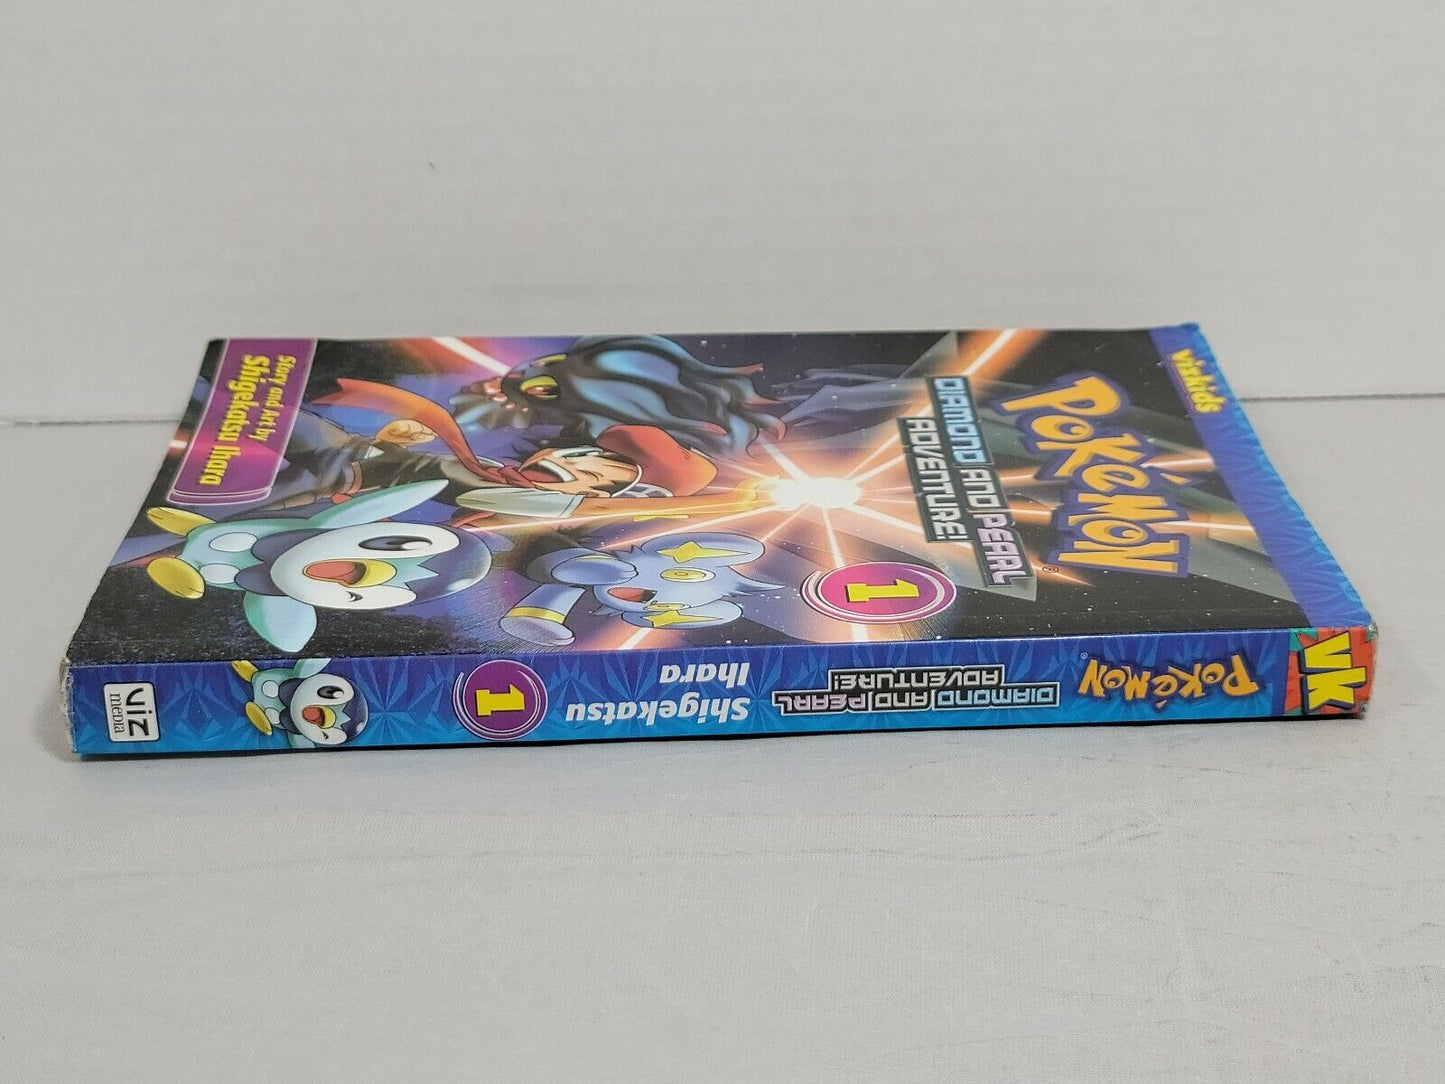 vizkids
POKéMON®
DIAMOND AND PEARL
ADVENTURE!
1
Story and Art by
Shigekatsu Ihara
VK
POKéMON®
DIAMOND AND PEARL
ADVENTURE!
Shigekatsu
Ihara
1
viz
media